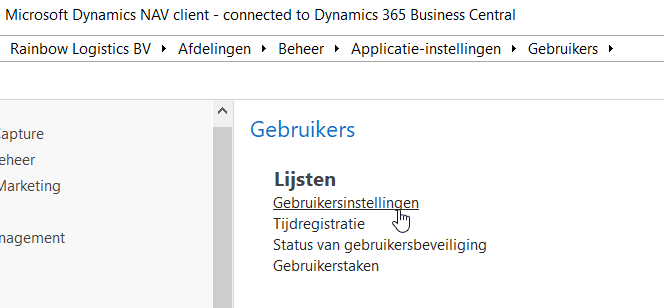 Microsoft Dynamics NAV client - connected to Dynamics 365 Business Central
Rainbow Logistics BV Afdelingen Beheer Applicatie-instellingen Gebruikers
Capture
eheer
Marketing
nagement
Gebruikers
Lijsten
Gebruikersinstellingen
Tijdregistratie
Status van gebruikersbeveiliging
Gebruikerstaken